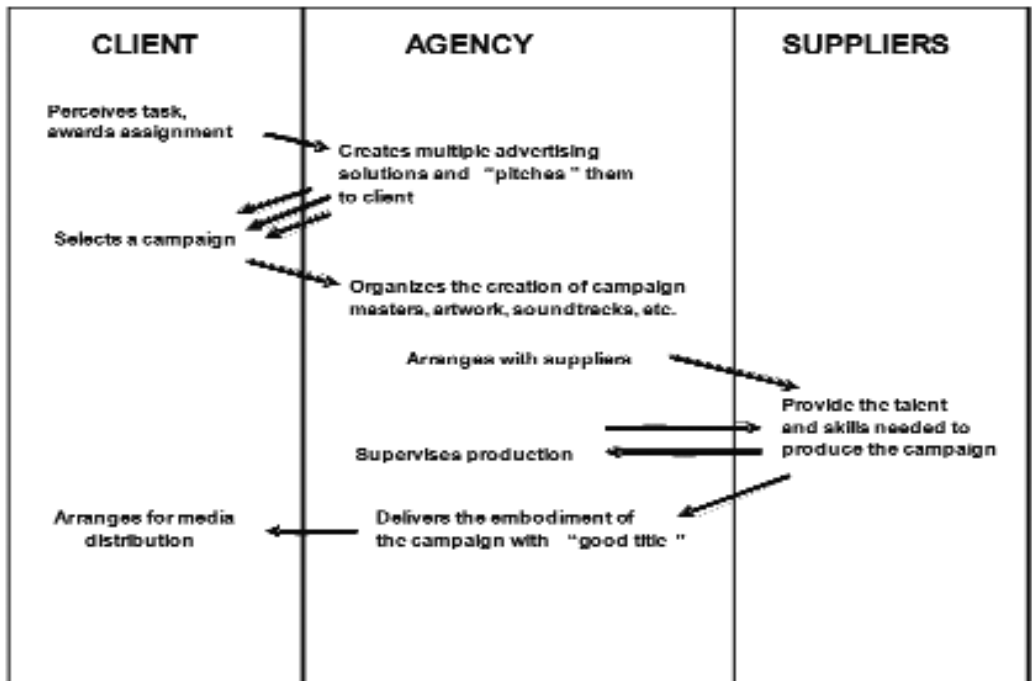 CLIENT
AGENCY
SUPPLIERS
Perceives task,
awards assignment
Creates multiple advertising
solutions and "pitches" them
to client
Selects a campaign
Organizes the creation of campaign
masters, artwork, soundtracks, etc.
Arranges with suppliers
Provide the talent
and skills needed to
produce the campaign
Supervises production
Arranges for media
distribution
Delivers the embodiment of
the campaign with "good title"